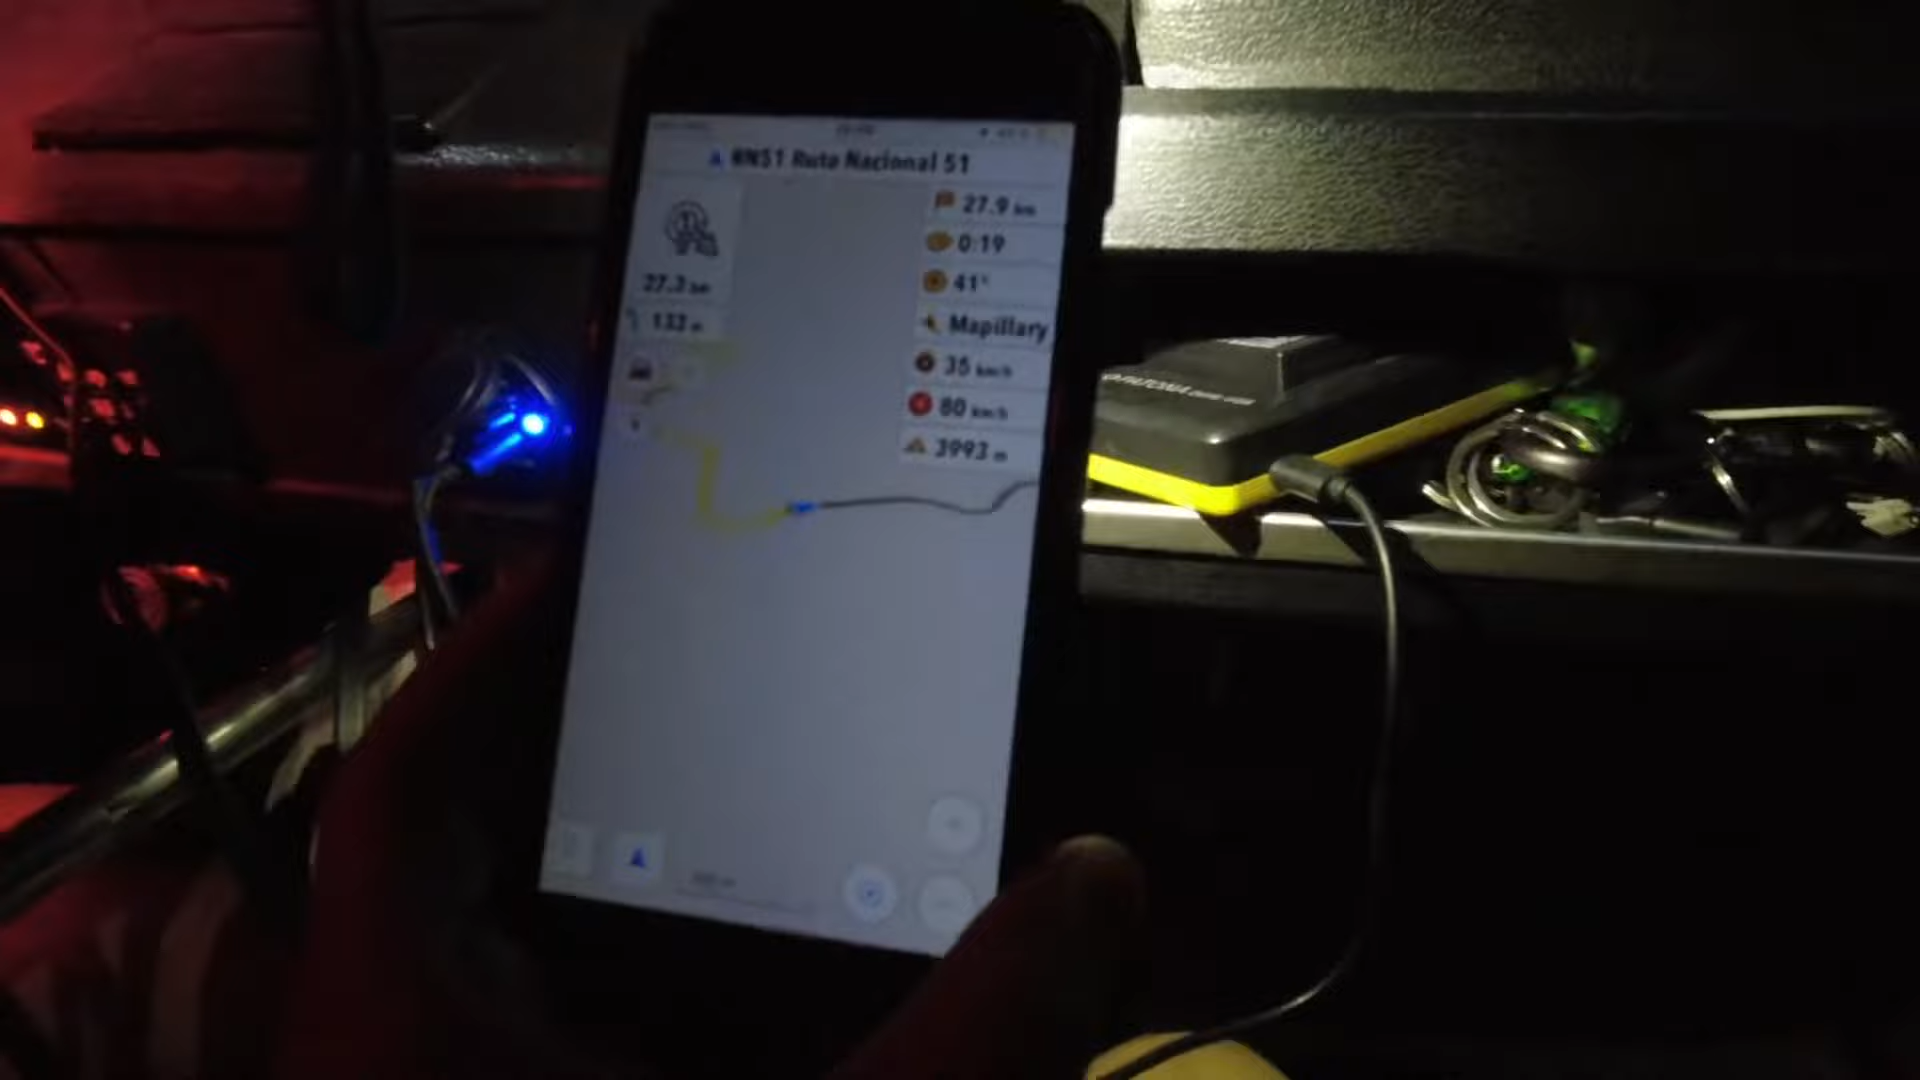 RN51 Ruta Nacional 51
27.9 km
0:19
27.3 km
41°
132 m
Mapillary
35 km/h
80 km/h
3993 m